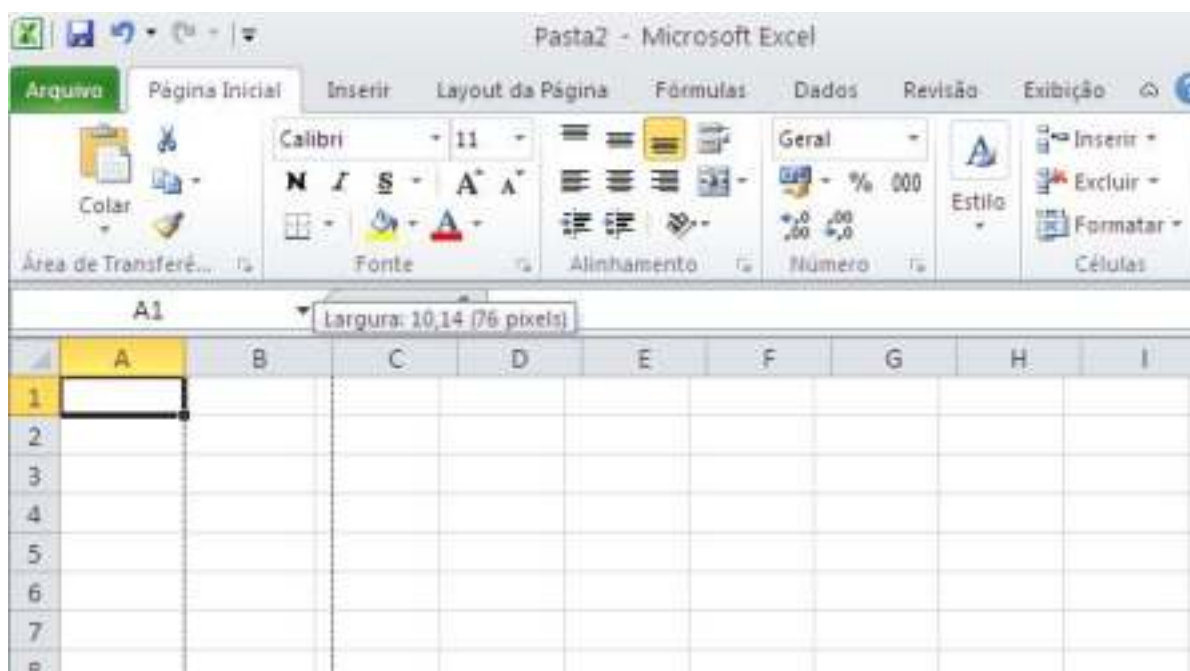 Pasta2 - Microsoft Excel
Arquivo Página Inicial Inserir Layout da Página Fórmulas Dados Revisão Exibição
Calibri 11 Geral Inserir
N I S A A % 000 Excluir
Colar A Estilo Formatar
Área de Transferê... Fonte Alinhamento Número Células
A1 Largura: 10,14 (76 pixels)
A B C D E F G H I
1
2
3
4
5
6
7
8